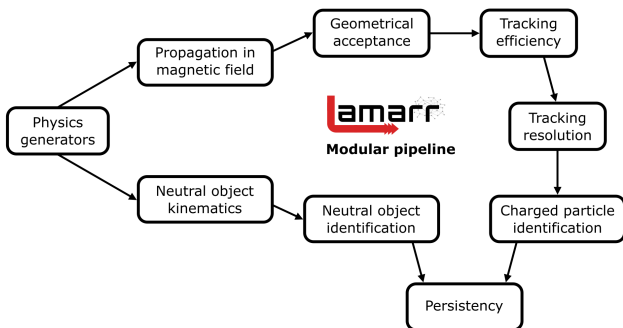 Geometrical
acceptance
Tracking
efficiency
Propagation in
magnetic field
Lamarr
Modular pipeline
Physics
generators
Tracking
resolution
Neutral object
kinematics
Neutral object
identification
Charged particle
identification
Persistency